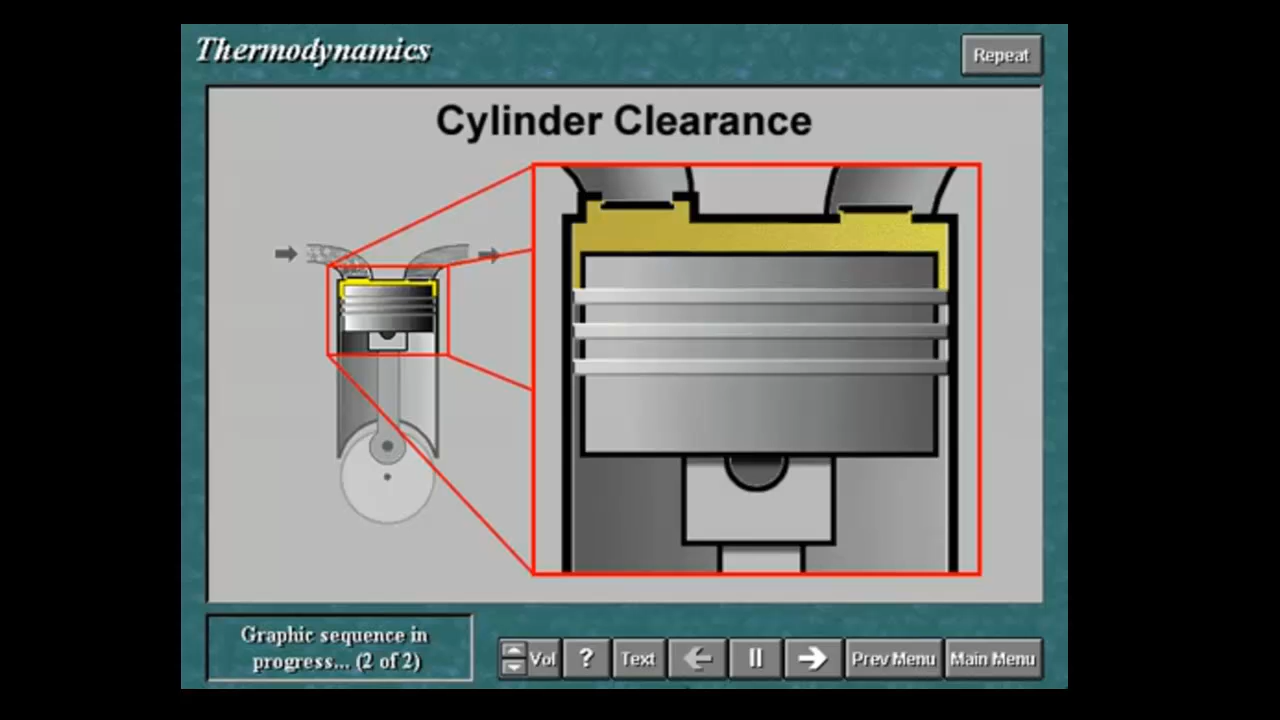 Thermodynamics
Repeat
Cylinder Clearance
Graphic sequence in
progress... (2 of 2)
Vol
?
Text
Prev Menu
Main Menu